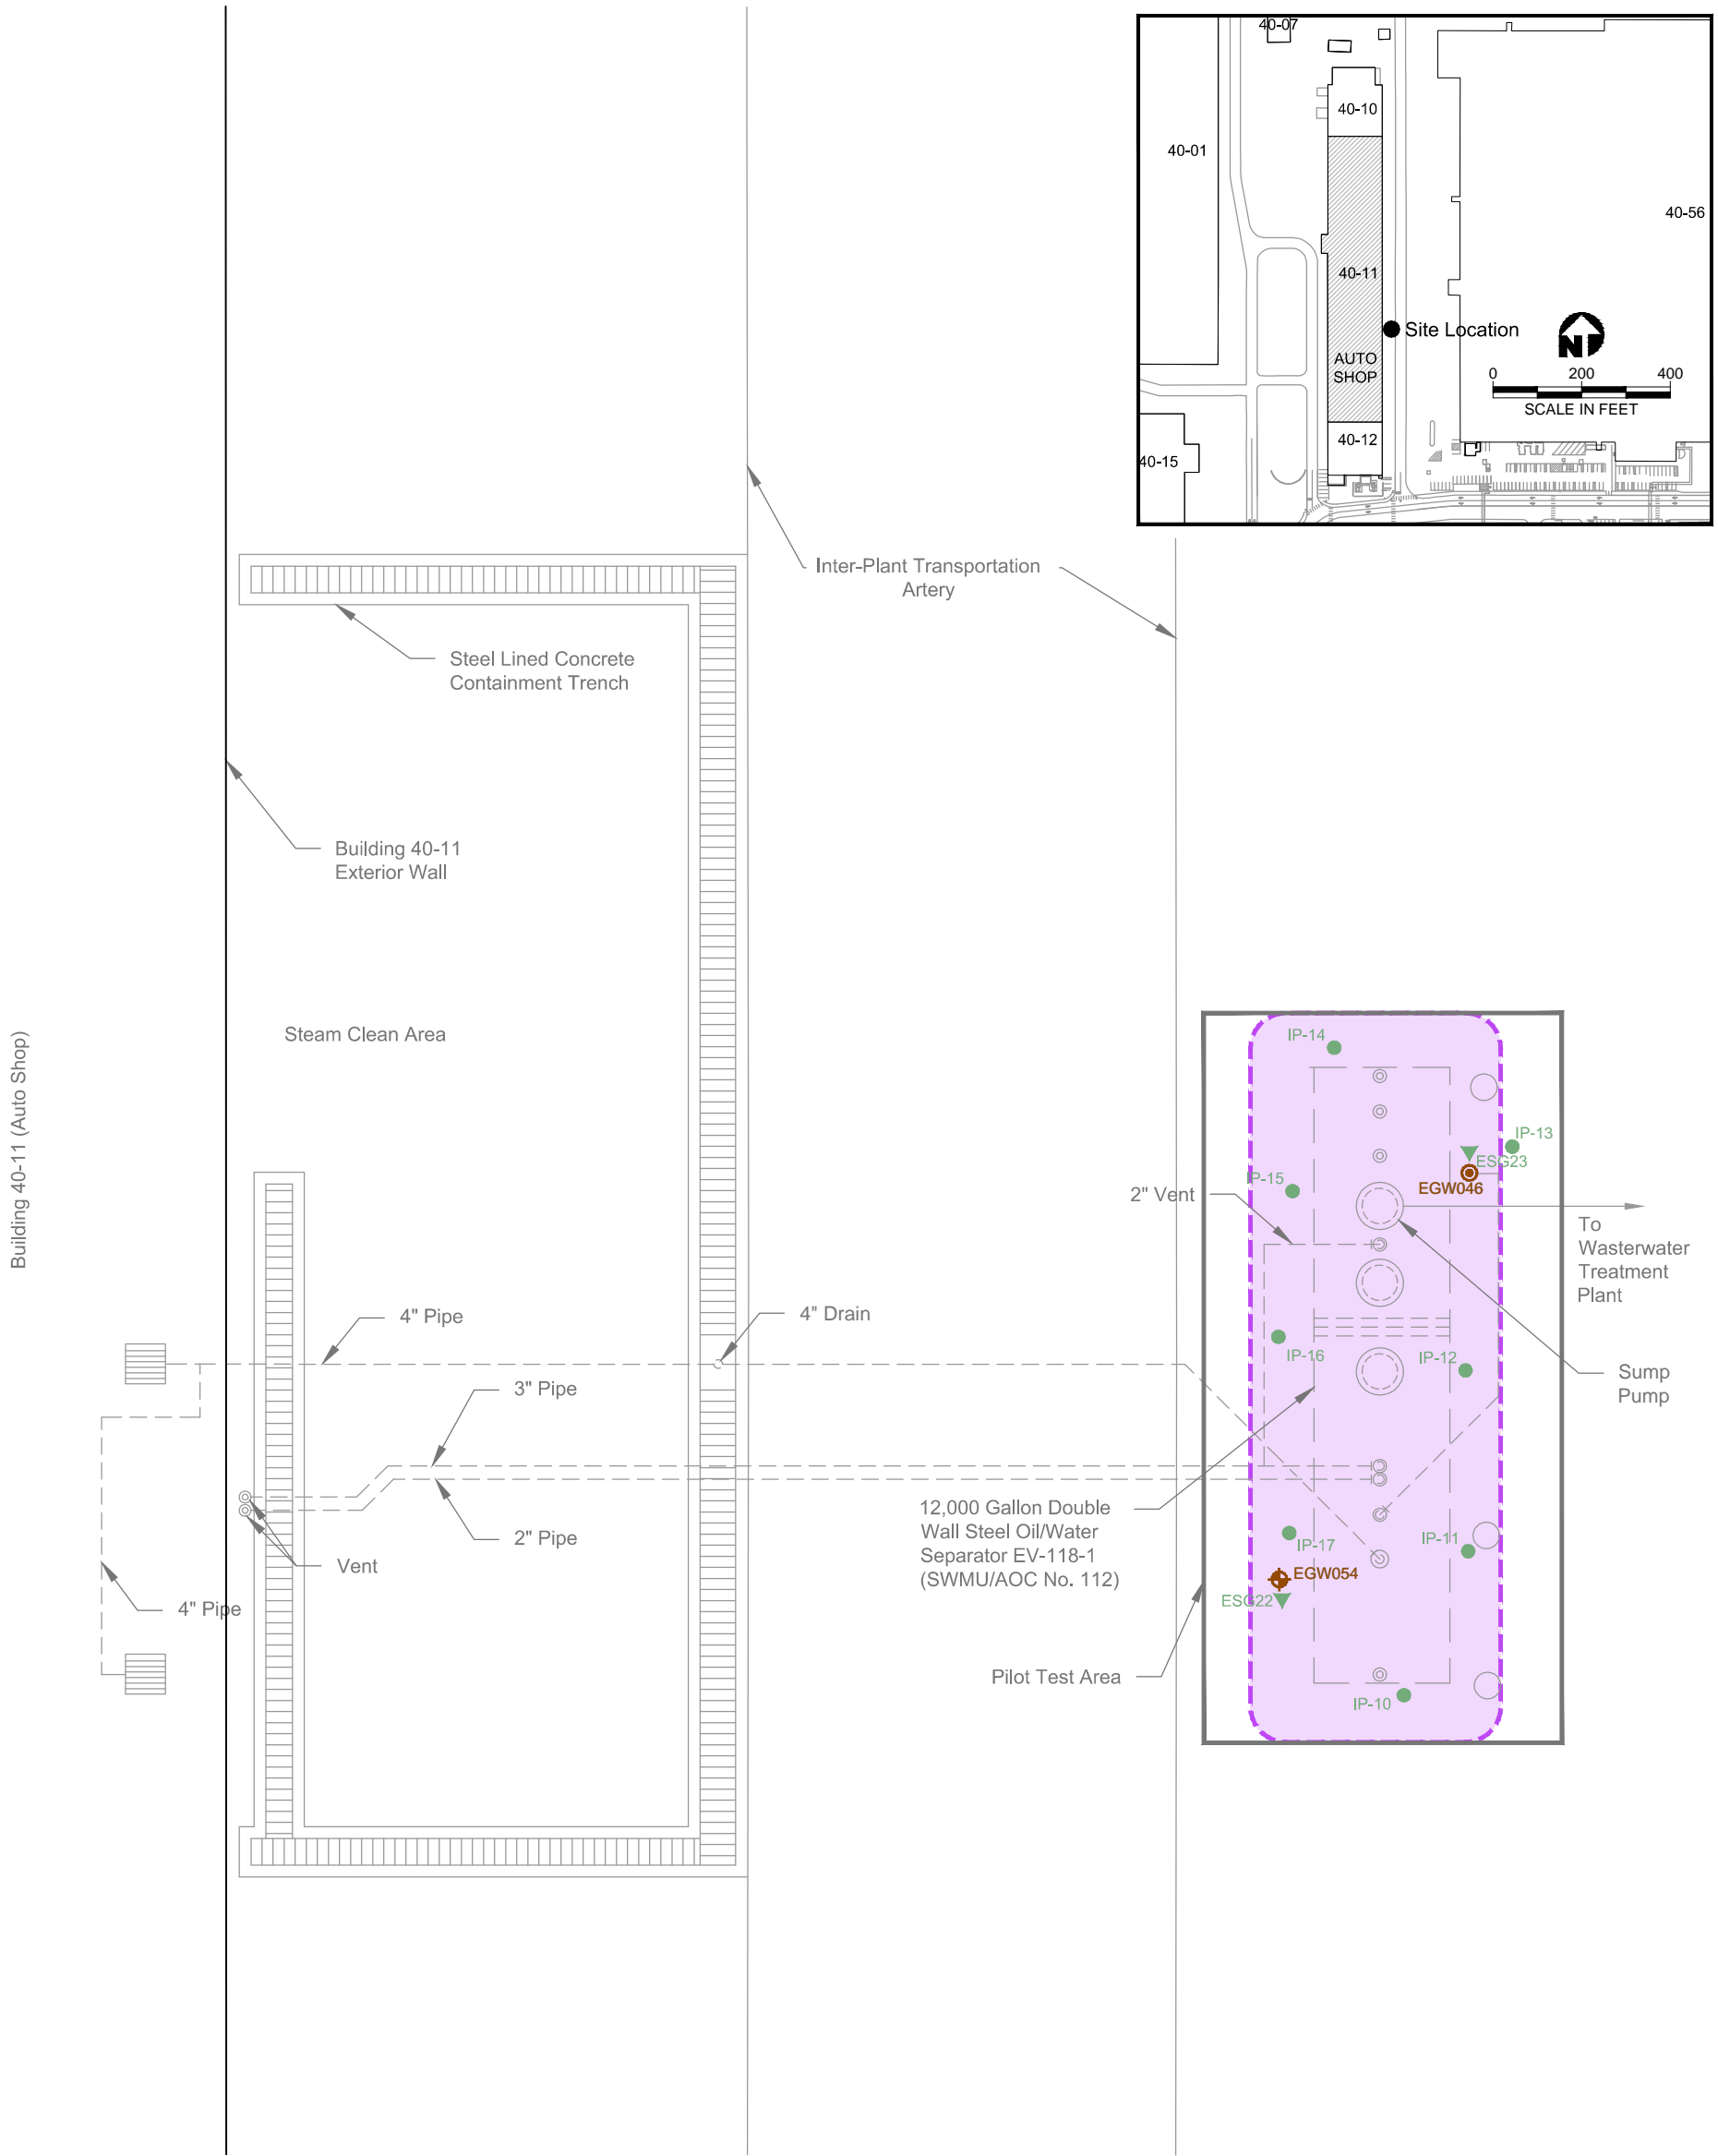 40-07
40-10
40-01
40-56
40-11
Site Location
N
AUTO
SHOP
0 200 400
SCALE IN FEET
40-12
40-15
Inter-Plant Transportation
Artery
Steel Lined Concrete
Containment Trench
Building 40-11
Exterior Wall
Steam Clean Area
Building 40-11 (Auto Shop)
IP-14
IP-13
ESG23
EGW046
IP-15
2" Vent
To
Wasterwater
Treatment
Plant
4" Pipe
4" Drain
IP-16
IP-12
Sump
Pump
3" Pipe
12,000 Gallon Double
Wall Steel Oil/Water
Separator EV-118-1
(SWMU/AOC No. 112)
2" Pipe
IP-17
IP-11
Vent
EGW054
ESG22
4" Pipe
Pilot Test Area
IP-10